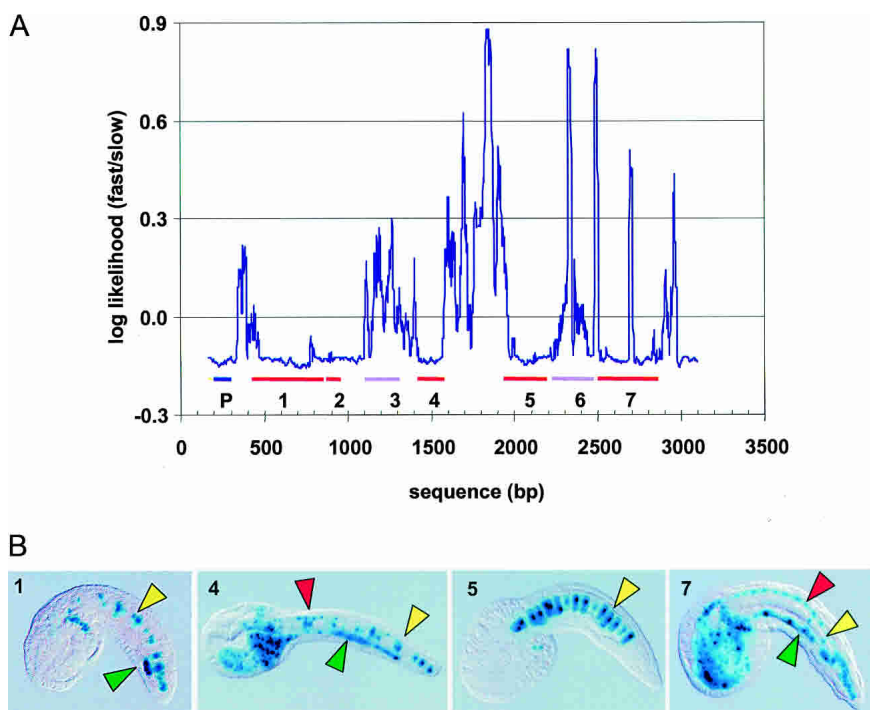 A
log likelihood (fast/slow)
0.9
0.6
0.3
0.0
-0.3
P 1 2 3 4 5 6 7
0 500 1000 1500 2000 2500 3000 3500
sequence (bp)
B
1 4 5 7